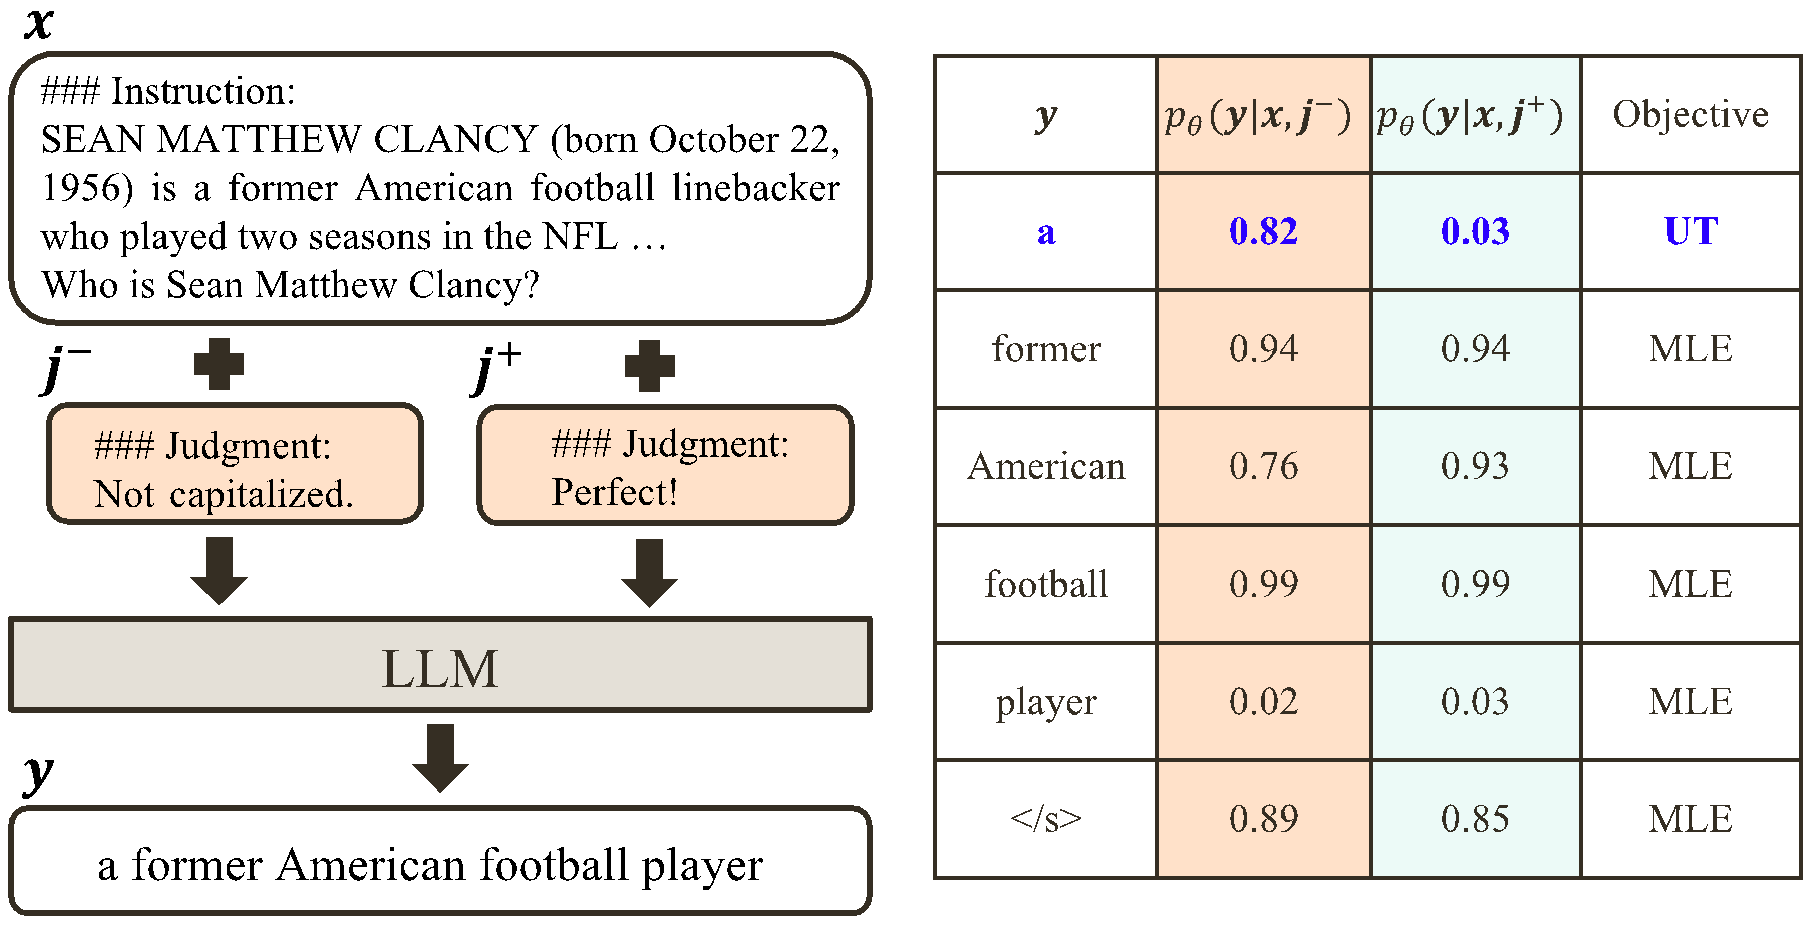 x
### Instruction:
SEAN MATTHEW CLANCY (born October 22,
1956) is a former American football linebacker
who played two seasons in the NFL …
Who is Sean Matthew Clancy?
j⁻
j⁺
### Judgment:
Not capitalized.
### Judgment:
Perfect!
LLM
y
a former American football player
y p_θ(y|x, j⁻) p_θ(y|x, j⁺) Objective
a 0.82 0.03 UT
former 0.94 0.94 MLE
American 0.76 0.93 MLE
football 0.99 0.99 MLE
player 0.02 0.03 MLE
</s> 0.89 0.85 MLE